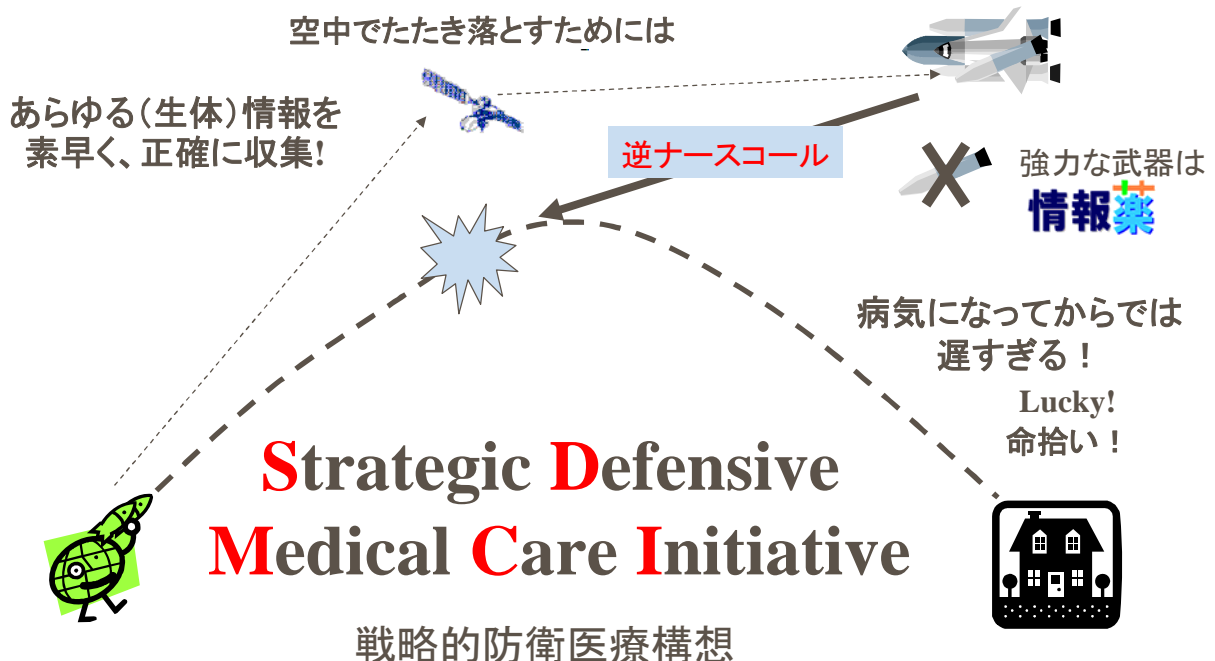 空中でたたき落とすためには
あらゆる（生体）情報を
素早く、正確に収集!
逆ナースコール
強力な武器は
情報薬
病気になってからでは
遅すぎる！
Lucky!
命拾い！
Strategic Defensive
Medical Care Initiative
戦略的防衛医療構想